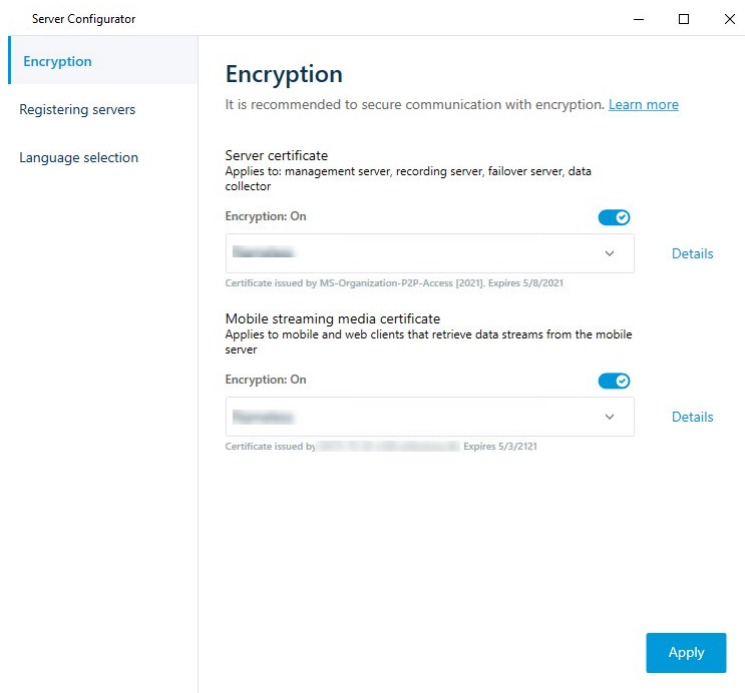 Server Configurator
Encryption
Registering servers
Language selection
Encryption
It is recommended to secure communication with encryption. Learn more
Server certificate
Applies to: management server, recording server, failover server, data
collector
Encryption: On
Details
Certificate issued by MS-Organization-P2P-Access [2021]. Expires 5/8/2021
Mobile streaming media certificate
Applies to mobile and web clients that retrieve data streams from the mobile
server
Encryption: On
Details
Certificate issued by Expires 5/3/2121
Apply